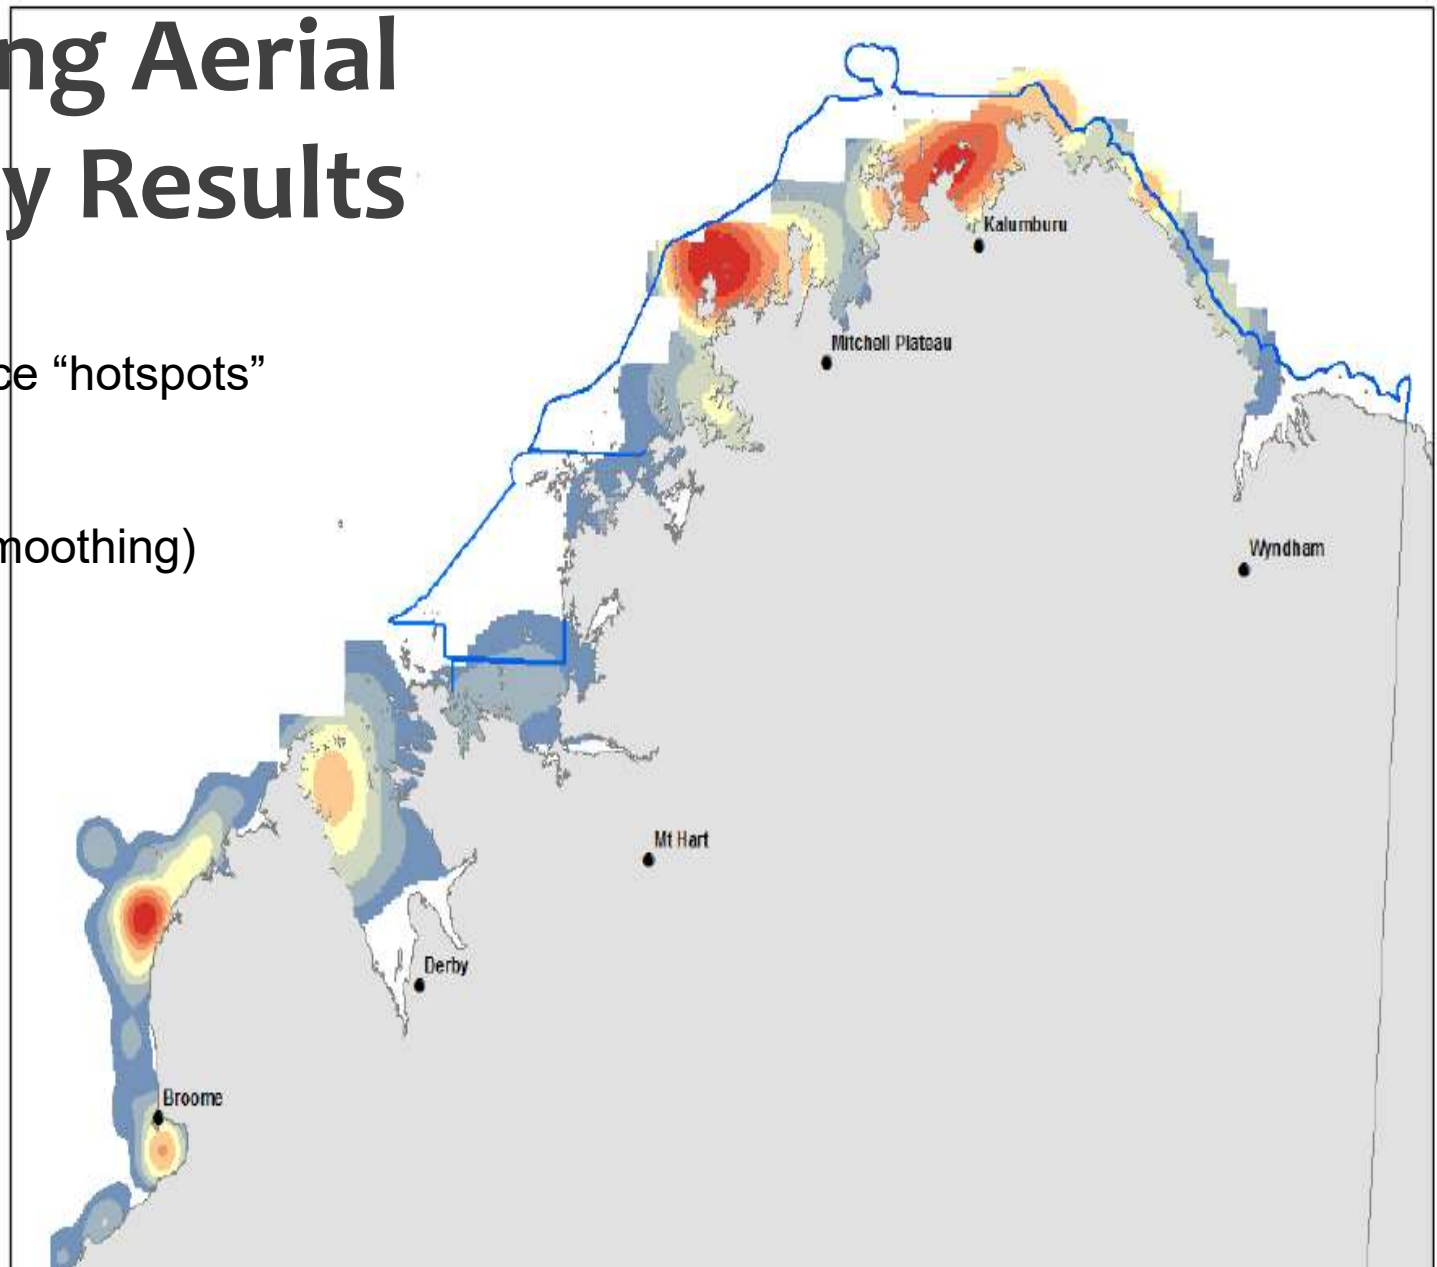 ng Aerial
y Results
ce “hotspots”
moothing)
Kalumburu
Mitchell Plateau
Wyndham
Mt Hart
Derby
Broome